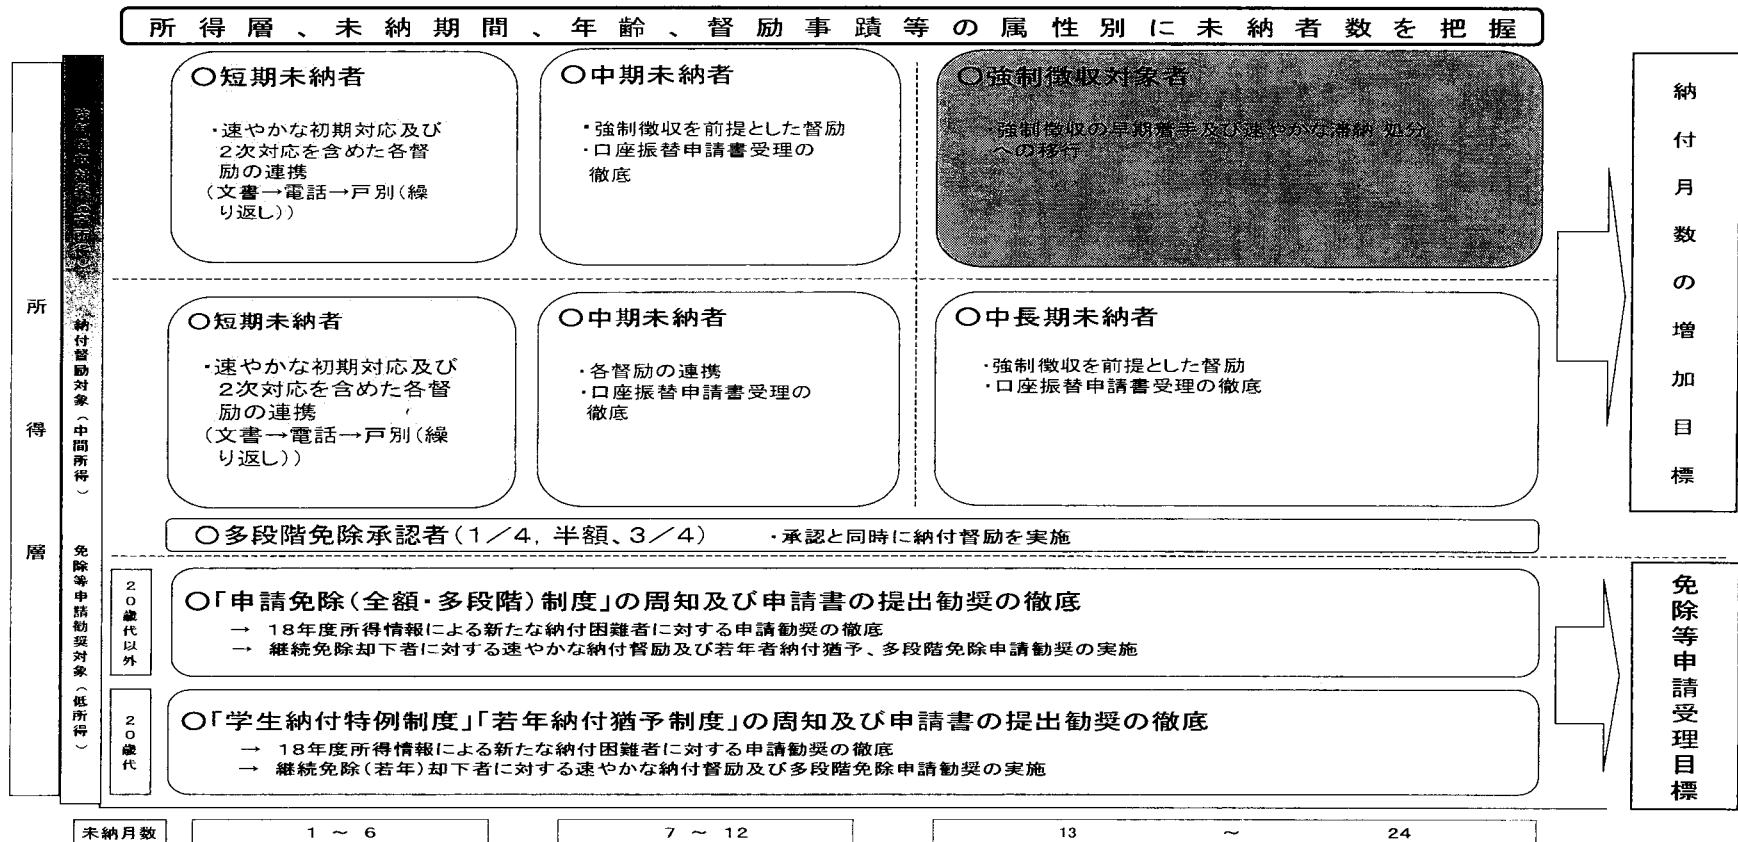 所得層、未納期間、年齢、督励事蹟等の属性別に未納者数を把握
所得層
納付督励対象（中間所得）
免除等申請勧奨対象（低所得）
〇短期未納者
・速やかな初期対応及び
2次対応を含めた各督
励の連携
（文書→電話→戸別（繰
り返し））
〇中期未納者
・強制徴収を前提とした督励
・口座振替申請書受理の
徹底
〇強制徴収対象者
・強制徴収の早期着手及び速やかな滞納 処分
への移行
〇短期未納者
・速やかな初期対応及び
2次対応を含めた各督
励の連携
（文書→電話→戸別（繰
り返し））
〇中期未納者
・各督励の連携
・口座振替申請書受理の
徹底
〇中長期未納者
・強制徴収を前提とした督励
・口座振替申請書受理の徹底
〇多段階免除承認者（1／4，半額、3／4） ・承認と同時に納付督励を実施
20歳代以外
〇「申請免除（全額・多段階）制度」の周知及び申請書の提出勧奨の徹底
→ 18年度所得情報による新たな納付困難者に対する申請勧奨の徹底
→ 継続免除却下者に対する速やかな納付督励及び若年者納付猶予、多段階免除申請勧奨の実施
20歳代
〇「学生納付特例制度」「若年納付猶予制度」の周知及び申請書の提出勧奨の徹底
→ 18年度所得情報による新たな納付困難者に対する申請勧奨の徹底
→ 継続免除（若年）却下者に対する速やかな納付督励及び多段階免除申請勧奨の実施
納付月数の増加目標
免除等申請受理目標
未納月数
1 ～ 6
7 ～ 12
13 ～ 24